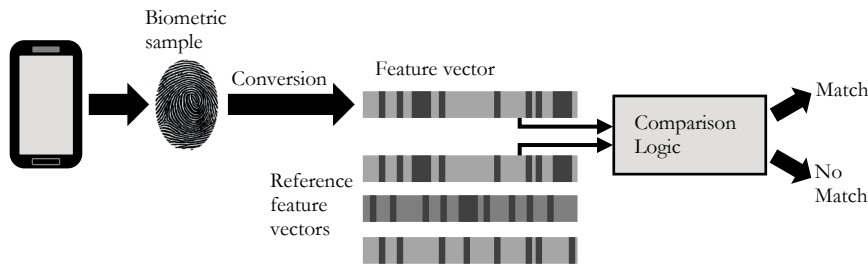 Biometric
sample
Conversion
Feature vector
Reference
feature
vectors
Comparison
Logic
Match
No
Match